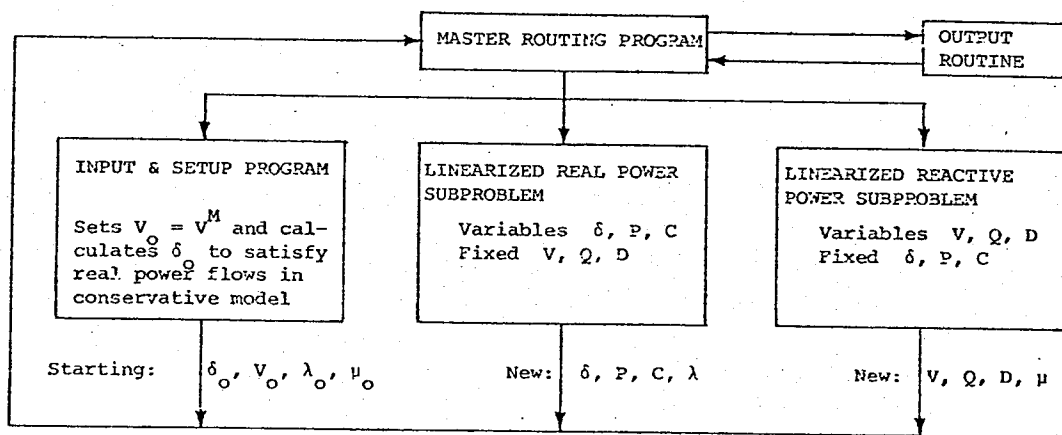 MASTER ROUTING PROGRAM
OUTPUT
ROUTINE
INPUT & SETUP PROGRAM
Sets V_O = V^M and cal-
culates δ_O to satisfy
real power flows in
conservative model
LINEARIZED REAL POWER
SUBPROBLEM
Variables δ, P, C
Fixed V, Q, D
LINEARIZED REACTIVE
POWER SUBPROBLEM
Variables V, Q, D
Fixed δ, P, C
Starting: δ_O, V_O, λ_O, μ_O
New: δ, P, C, λ
New: V, Q, D, μ